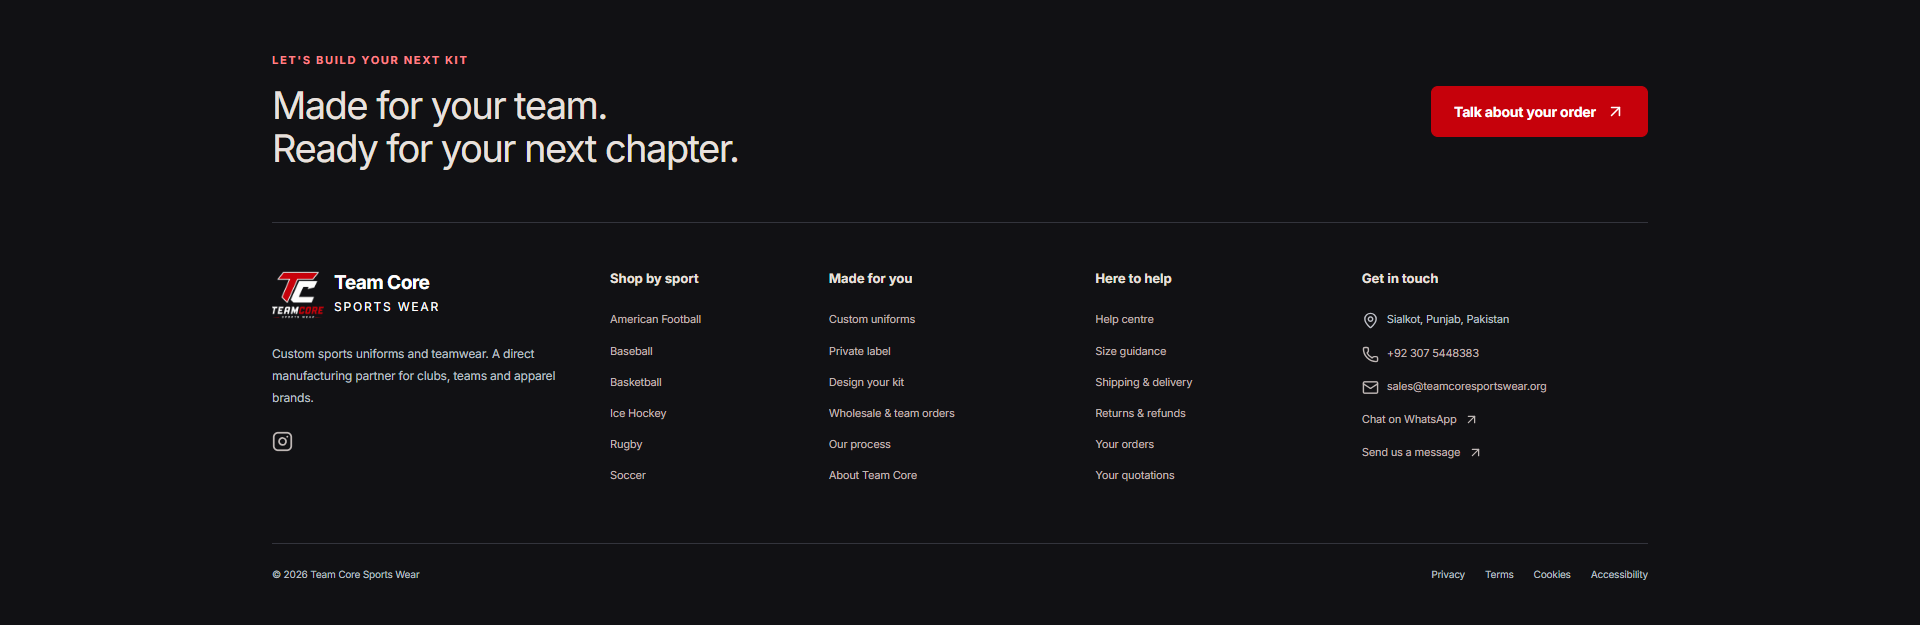 LET'S BUILD YOUR NEXT KIT
Made for your team.
Ready for your next chapter.
Talk about your order
TC
TEAMCORE
SPORTS WEAR
Team Core
SPORTS WEAR
Custom sports uniforms and teamwear. A direct
manufacturing partner for clubs, teams and apparel
brands.
Shop by sport
American Football
Baseball
Basketball
Ice Hockey
Rugby
Soccer
Made for you
Custom uniforms
Private label
Design your kit
Wholesale & team orders
Our process
About Team Core
Here to help
Help centre
Size guidance
Shipping & delivery
Returns & refunds
Your orders
Your quotations
Get in touch
Sialkot, Punjab, Pakistan
+92 307 5448383
sales@teamcoresportswear.org
Chat on WhatsApp
Send us a message
© 2026 Team Core Sports Wear
Privacy
Terms
Cookies
Accessibility